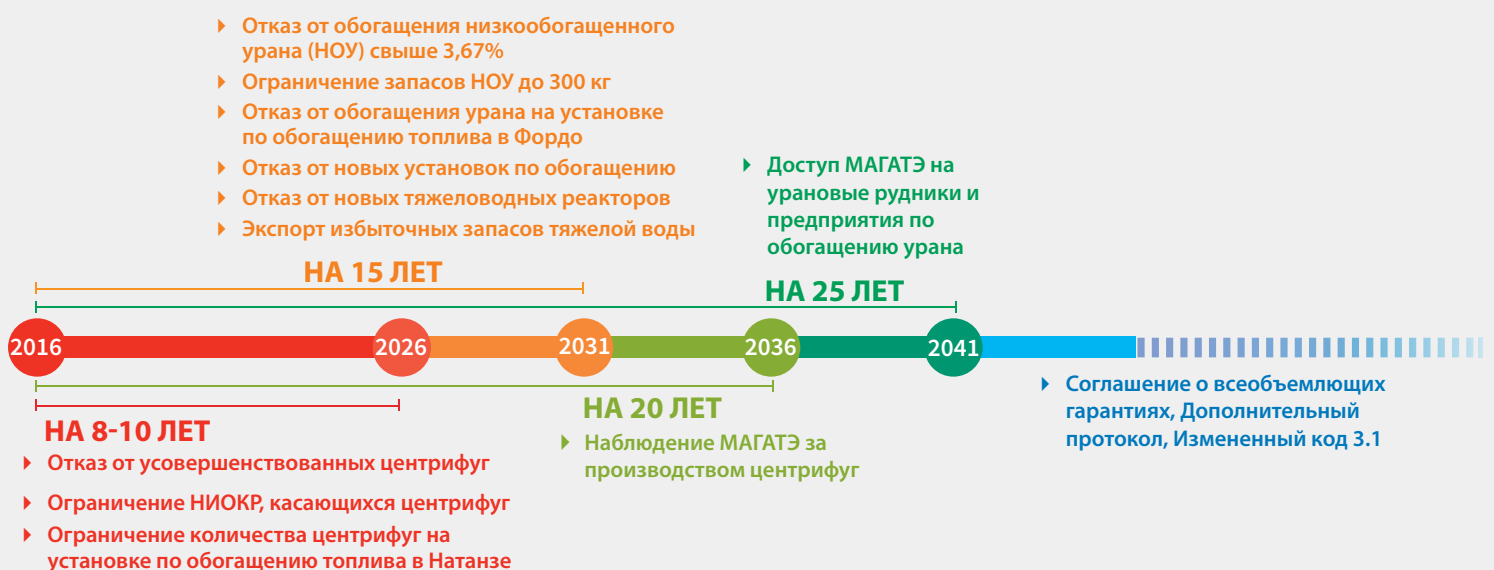 Отказ от обогащения низкообогащенного
урана (НОУ) свыше 3,67%
Ограничение запасов НОУ до 300 кг
Отказ от обогащения урана на установке
по обогащению топлива в Фордо
Отказ от новых установок по обогащению
Отказ от новых тяжеловодных реакторов
Экспорт избыточных запасов тяжелой воды
НА 15 ЛЕТ
Доступ МАГАТЭ на
урановые рудники и
предприятия по
обогащению урана
НА 25 ЛЕТ
2016
2026
2031
2036
2041
НА 8-10 ЛЕТ
Отказ от усовершенствованных центрифуг
Ограничение НИОКР, касающихся центрифуг
Ограничение количества центрифуг на
установке по обогащению топлива в Натанзе
НА 20 ЛЕТ
Наблюдение МАГАТЭ за
производством центрифуг
Соглашение о всеобъемлющих
гарантиях, Дополнительный
протокол, Измененный код 3.1